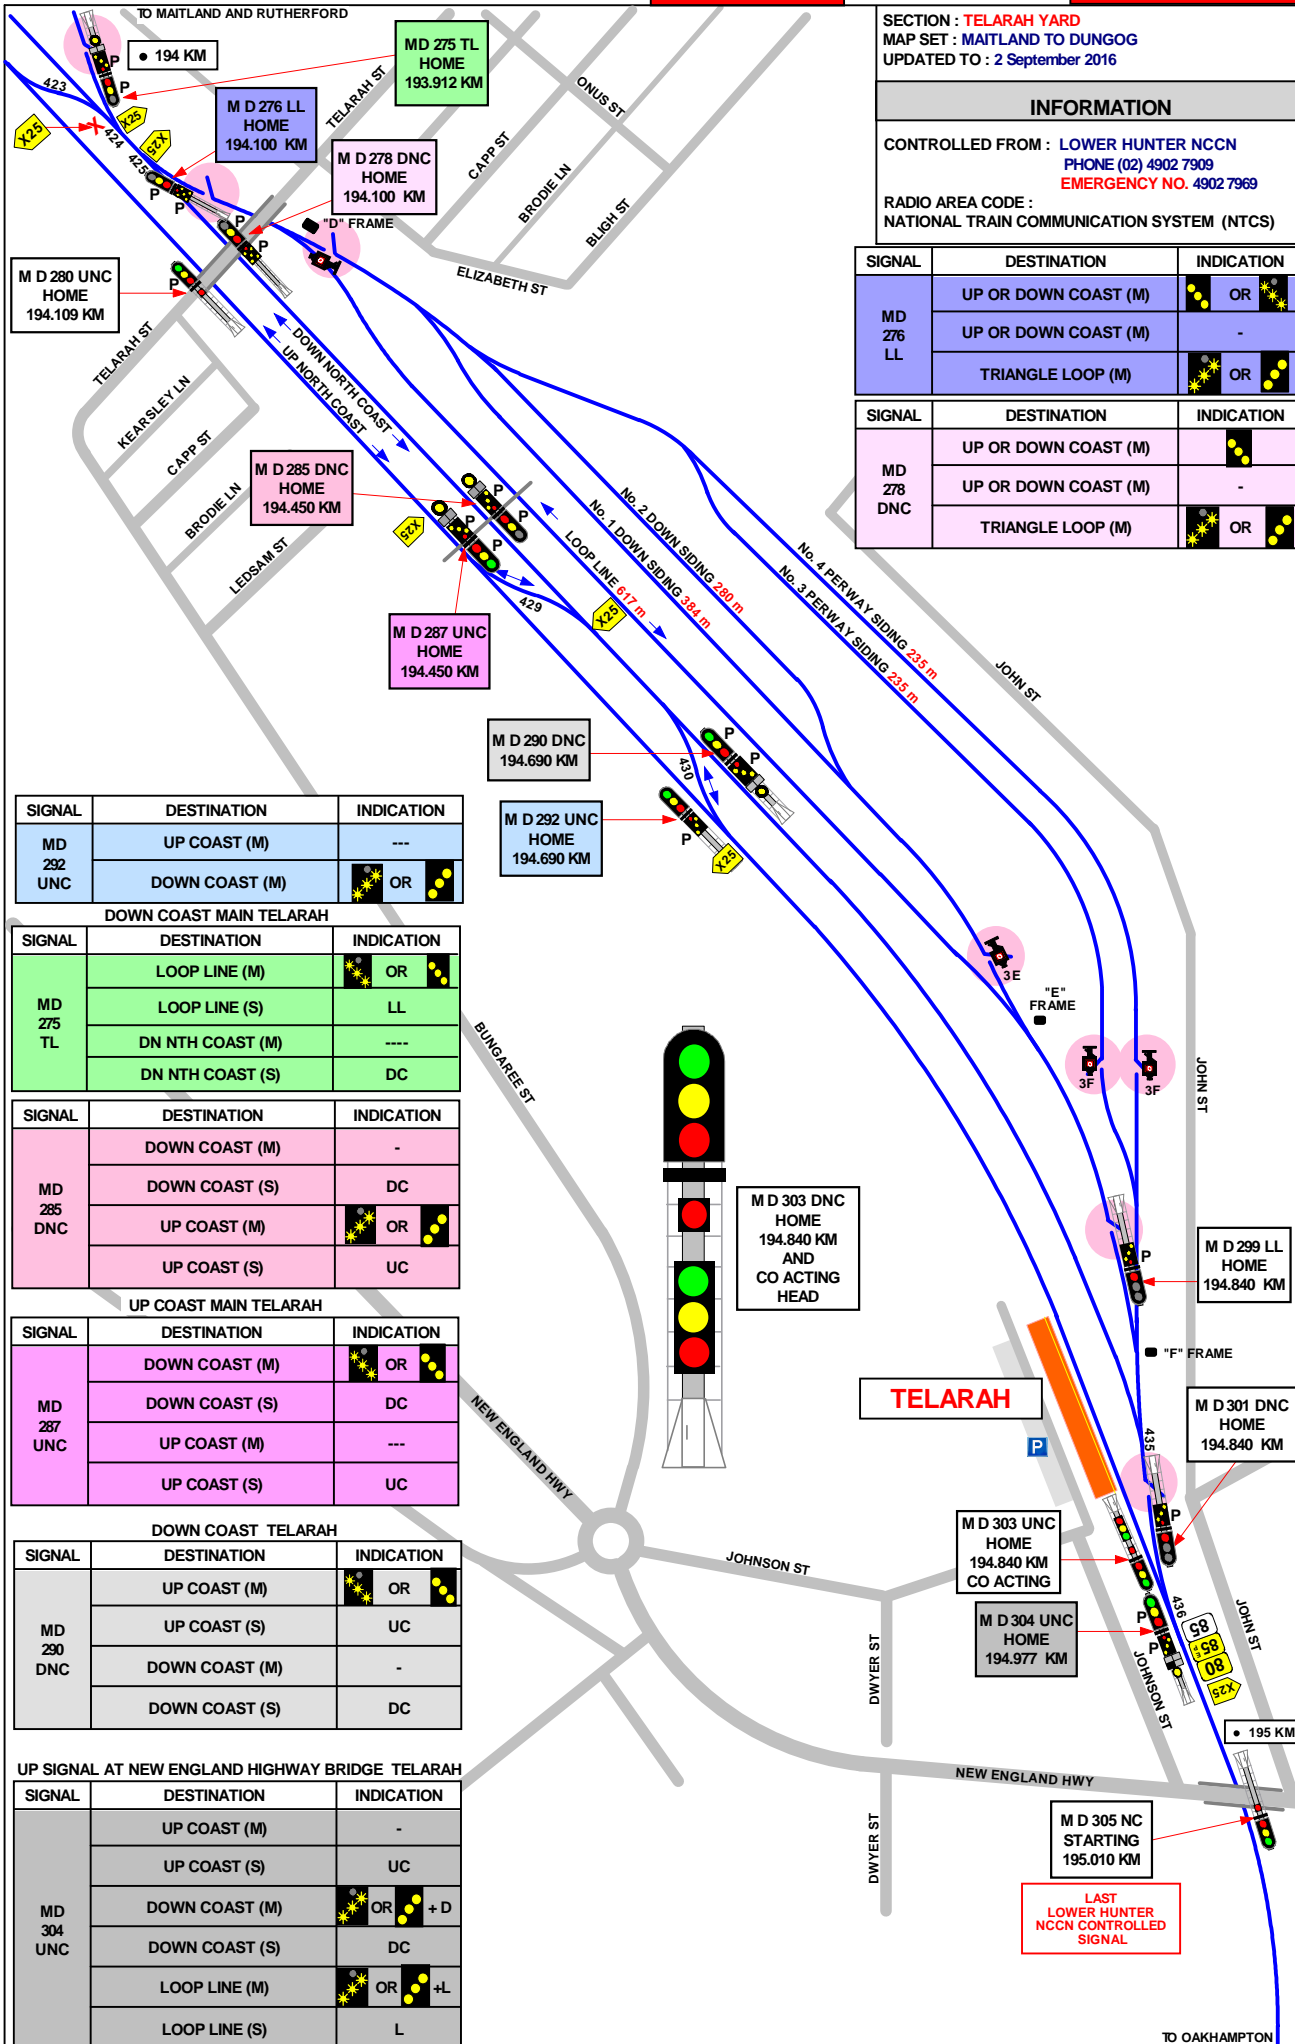 TO MAITLAND AND RUTHERFORD
SECTION : TELARAH YARD
MAP SET : MAITLAND TO DUNGOG
UPDATED TO : 2 September 2016
INFORMATION
CONTROLLED FROM : LOWER HUNTER NCCN
PHONE (02) 4902 7909
EMERGENCY NO. 4902 7969
RADIO AREA CODE :
NATIONAL TRAIN COMMUNICATION SYSTEM (NTCS)
• 194 KM
P
P
MD 275 TL
HOME
193.912 KM
423
424
425
X25
X25
X25
M D 276 LL
HOME
194.100 KM
P
P
M D 278 DNC
HOME
194.100 KM
P
P
"D" FRAME
M D 280 UNC
HOME
194.109 KM
TELARAH ST
ONUS ST
CAPP ST
BRODIE LN
BLIGH ST
ELIZABETH ST
TELARAH ST
KEARSLEY LN
CAPP ST
BRODIE LN
LEDSAM ST
DOWN NORTH COAST
UP NORTH COAST
SIGNAL DESTINATION INDICATION
MD 276 LL
UP OR DOWN COAST (M) OR
UP OR DOWN COAST (M) -
TRIANGLE LOOP (M) OR
SIGNAL DESTINATION INDICATION
MD 278 DNC
UP OR DOWN COAST (M)
UP OR DOWN COAST (M) -
TRIANGLE LOOP (M) OR
M D 285 DNC
HOME
194.450 KM
P
P
P
P
X25
M D 287 UNC
HOME
194.450 KM
429
X25
LOOP LINE 617 m
No. 1 DOWN SIDING 384 m
No. 2 DOWN SIDING 280 m
No. 3 PERWAY SIDING 235 m
No. 4 PERWAY SIDING 235 m
JOHN ST
M D 290 DNC
HOME
194.690 KM
P
P
430
M D 292 UNC
HOME
194.690 KM
P
X25
SIGNAL DESTINATION INDICATION
MD 292 UNC
UP COAST (M) ---
DOWN COAST (M) OR
DOWN COAST MAIN TELARAH
SIGNAL DESTINATION INDICATION
MD 275 TL
LOOP LINE (M) OR
LOOP LINE (S) LL
DN NTH COAST (M) ----
DN NTH COAST (S) DC
SIGNAL DESTINATION INDICATION
MD 285 DNC
DOWN COAST (M) -
DOWN COAST (S) DC
UP COAST (M) OR
UP COAST (S) UC
UP COAST MAIN TELARAH
SIGNAL DESTINATION INDICATION
MD 287 UNC
DOWN COAST (M) OR
DOWN COAST (S) DC
UP COAST (M) ---
UP COAST (S) UC
DOWN COAST TELARAH
SIGNAL DESTINATION INDICATION
MD 290 DNC
UP COAST (M) OR
UP COAST (S) UC
DOWN COAST (M) -
DOWN COAST (S) DC
UP SIGNAL AT NEW ENGLAND HIGHWAY BRIDGE TELARAH
SIGNAL DESTINATION INDICATION
MD 304 UNC
UP COAST (M) -
UP COAST (S) UC
DOWN COAST (M) OR + D
DOWN COAST (S) DC
LOOP LINE (M) OR +L
LOOP LINE (S) L
BUNGAREE ST
3E
"E"
FRAME
3F
3F
JOHN ST
M D 303 DNC
HOME
194.840 KM
AND
CO ACTING
HEAD
P
M D 299 LL
HOME
194.840 KM
"F" FRAME
TELARAH
P
M D 301 DNC
HOME
194.840 KM
435
P
NEW ENGLAND HWY
M D 303 UNC
HOME
194.840 KM
CO ACTING
JOHNSON ST
436
M D 304 UNC
HOME
194.977 KM
P
P
85
85
80
X25
JOHN ST
JOHNSON ST
DWYER ST
• 195 KM
NEW ENGLAND HWY
DWYER ST
M D 305 NC
STARTING
195.010 KM
LAST
LOWER HUNTER
NCCN CONTROLLED
SIGNAL
TO OAKHAMPTON